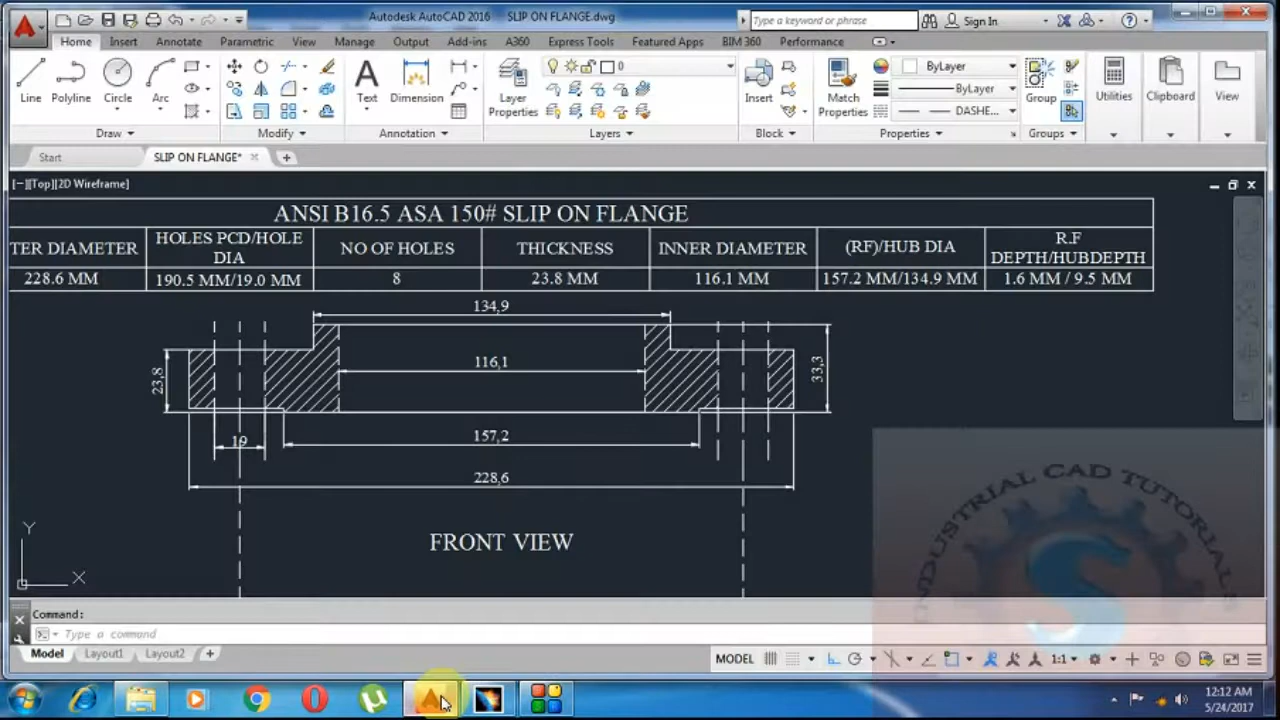 Autodesk AutoCAD 2016 SLIP ON FLANGE.dwg
Type a keyword or phrase
Sign In
Home Insert Annotate Parametric View Manage Output Add-ins A360 Express Tools Featured Apps BIM 360 Performance
Line Polyline Circle Arc
Text Dimension
Layer Properties
0
Insert
Match Properties
ByLayer
ByLayer
DASHE...
Group
Utilities
Clipboard
View
Draw Modify Annotation Layers Block Properties Groups
Start SLIP ON FLANGE*
[−][Top][2D Wireframe]
ANSI B16.5 ASA 150# SLIP ON FLANGE
TER DIAMETER
HOLES PCD/HOLE
DIA
NO OF HOLES
THICKNESS
INNER DIAMETER
(RF)/HUB DIA
R.F
DEPTH/HUBDEPTH
228.6 MM 190.5 MM/19.0 MM 8 23.8 MM 116.1 MM 157.2 MM/134.9 MM 1.6 MM / 9.5 MM
134,9
116,1
23,8
33,3
19
157,2
228,6
FRONT VIEW
Y
X
INDUSTRIAL CAD TUTORIALS
Command:
Type a command
Model Layout1 Layout2 +
MODEL
1:1
12:12 AM
5/24/2017